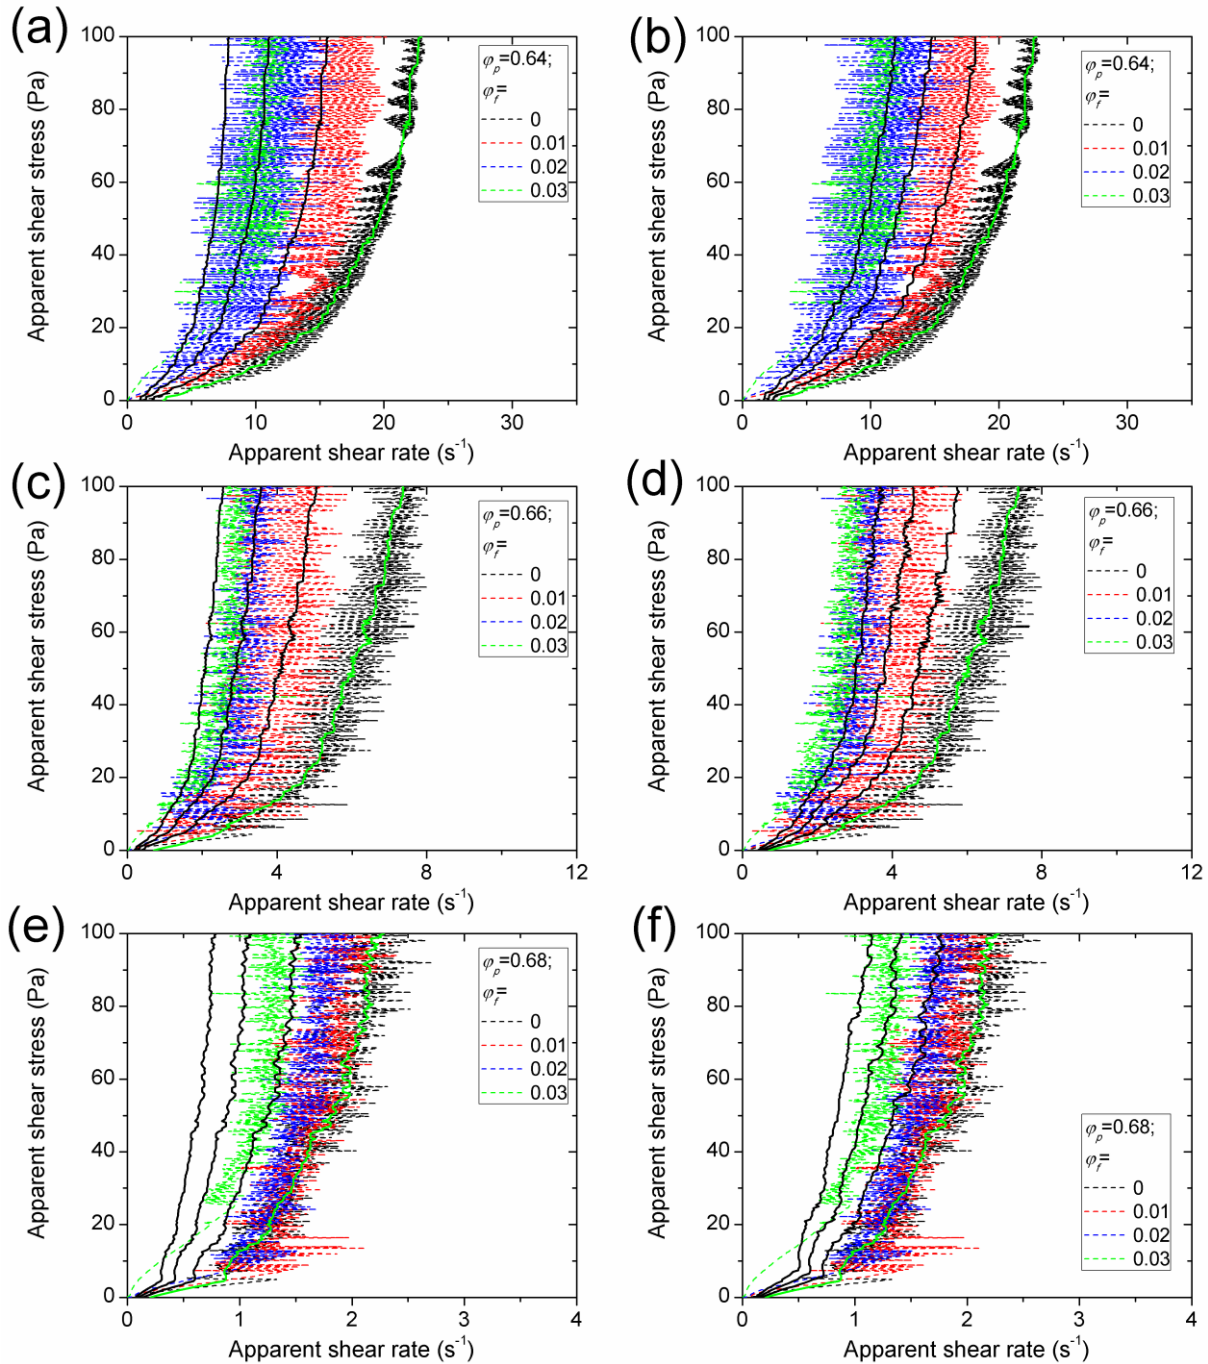 (a)
Apparent shear stress (Pa)
100
80
60
40
20
0
φp=0.64;
φf=
0
0.01
0.02
0.03
0 10 20 30
Apparent shear rate (s-1)
(b)
Apparent shear stress (Pa)
100
80
60
40
20
0
φp=0.64;
φf=
0
0.01
0.02
0.03
0 10 20 30
Apparent shear rate (s-1)
(c)
Apparent shear stress (Pa)
100
80
60
40
20
0
φp=0.66;
φf=
0
0.01
0.02
0.03
0 4 8 12
Apparent shear rate (s-1)
(d)
Apparent shear stress (Pa)
100
80
60
40
20
0
φp=0.66;
φf=
0
0.01
0.02
0.03
0 4 8 12
Apparent shear rate (s-1)
(e)
Apparent shear stress (Pa)
100
80
60
40
20
0
φp=0.68;
φf=
0
0.01
0.02
0.03
0 1 2 3 4
Apparent shear rate (s-1)
(f)
Apparent shear stress (Pa)
100
80
60
40
20
0
φp=0.68;
φf=
0
0.01
0.02
0.03
0 1 2 3 4
Apparent shear rate (s-1)